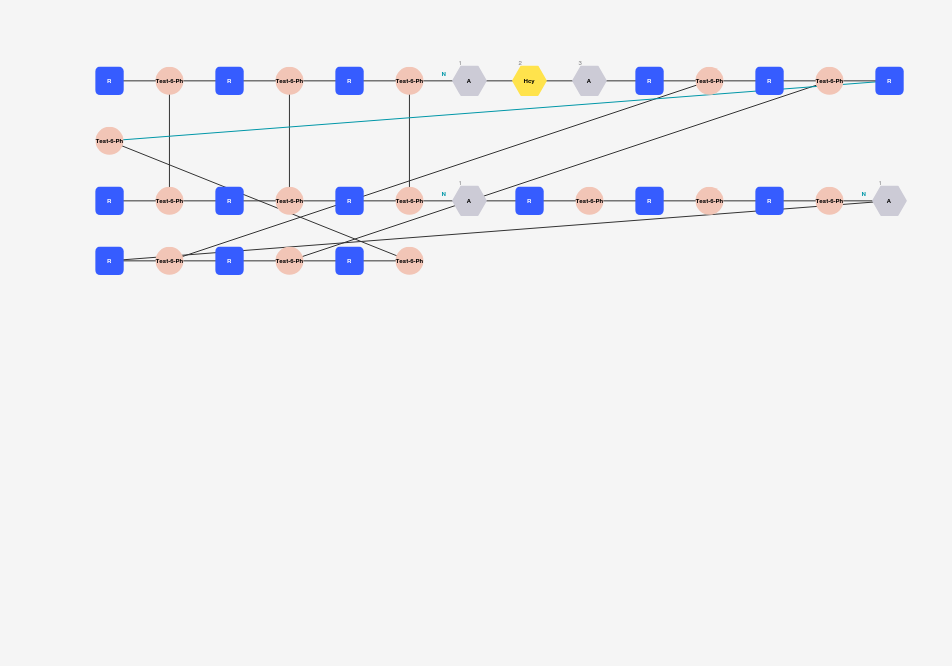 1 2 3
R Test-6-Ph R Test-6-Ph R Test-6-Ph N A Hcy A R Test-6-Ph R Test-6-Ph R
Test-6-Ph
1 1
R Test-6-Ph R Test-6-Ph R Test-6-Ph N A R Test-6-Ph R Test-6-Ph R Test-6-Ph N A
R Test-6-Ph R Test-6-Ph R Test-6-Ph